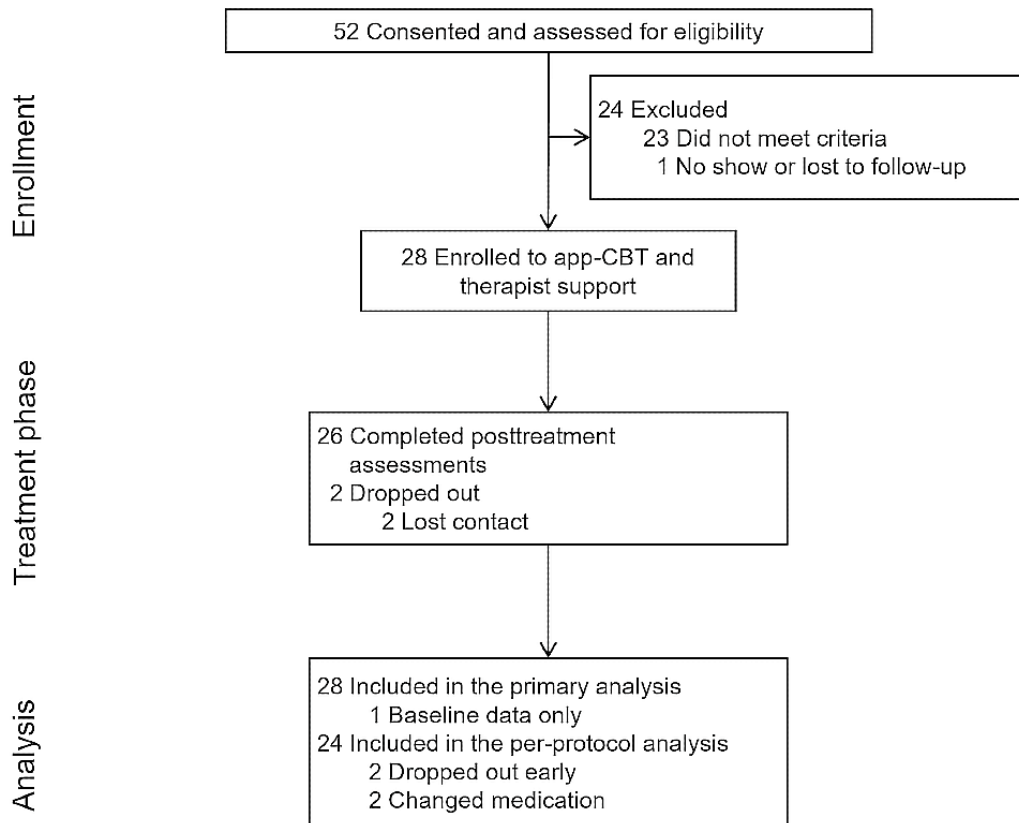 52 Consented and assessed for eligibility
Enrollment
24 Excluded
23 Did not meet criteria
1 No show or lost to follow-up
28 Enrolled to app-CBT and
therapist support
Treatment phase
26 Completed posttreatment
assessments
2 Dropped out
2 Lost contact
Analysis
28 Included in the primary analysis
1 Baseline data only
24 Included in the per-protocol analysis
2 Dropped out early
2 Changed medication